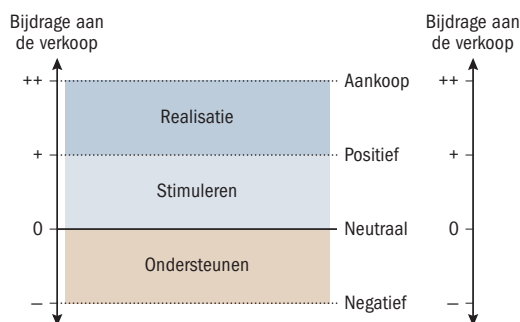 Bijdrage aan
de verkoop
++
+
0
–
Realisatie
Stimuleren
Ondersteunen
Aankoop
Positief
Neutraal
Negatief
Bijdrage aan
de verkoop
++
+
0
–